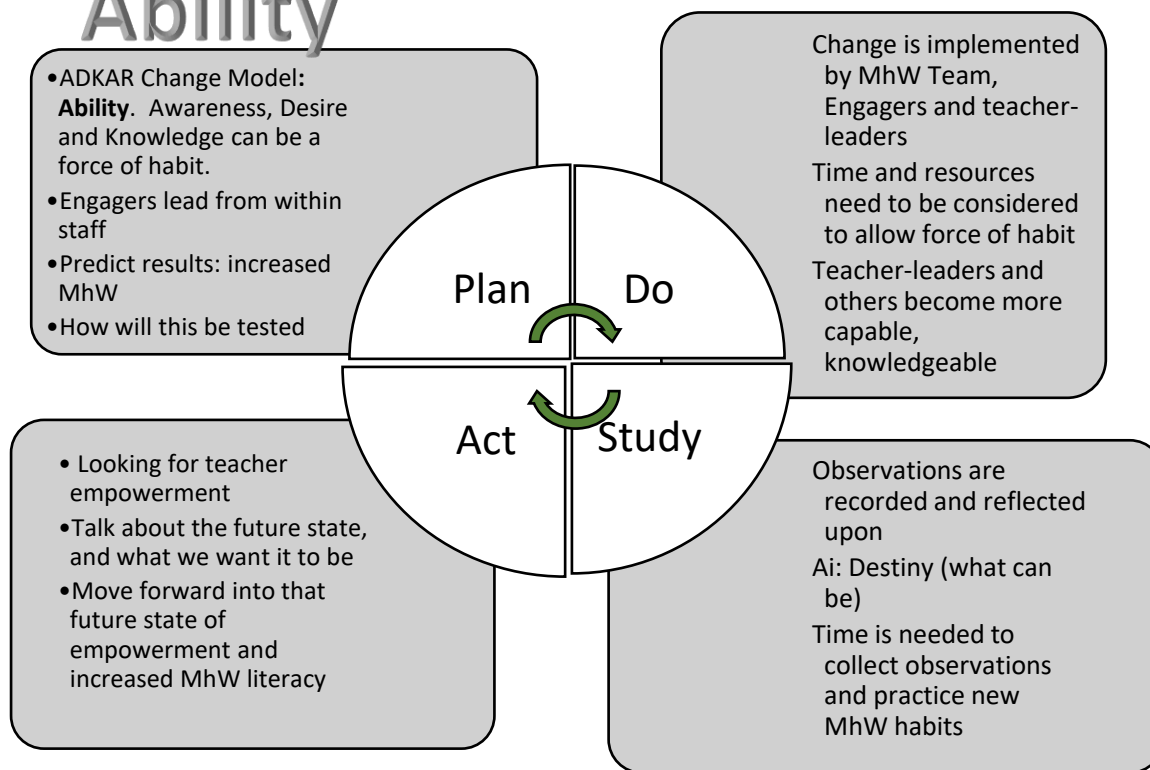 Ability
•ADKAR Change Model:
Ability. Awareness, Desire
and Knowledge can be a
force of habit.
•Engagers lead from within
staff
•Predict results: increased
MhW
•How will this be tested
Change is implemented
by MhW Team,
Engagers and teacher-
leaders
Time and resources
need to be considered
to allow force of habit
Teacher-leaders and
others become more
capable,
knowledgeable
Plan
Do
Act
Study
• Looking for teacher
empowerment
•Talk about the future state,
and what we want it to be
•Move forward into that
future state of
empowerment and
increased MhW literacy
Observations are
recorded and reflected
upon
Ai: Destiny (what can
be)
Time is needed to
collect observations
and practice new
MhW habits